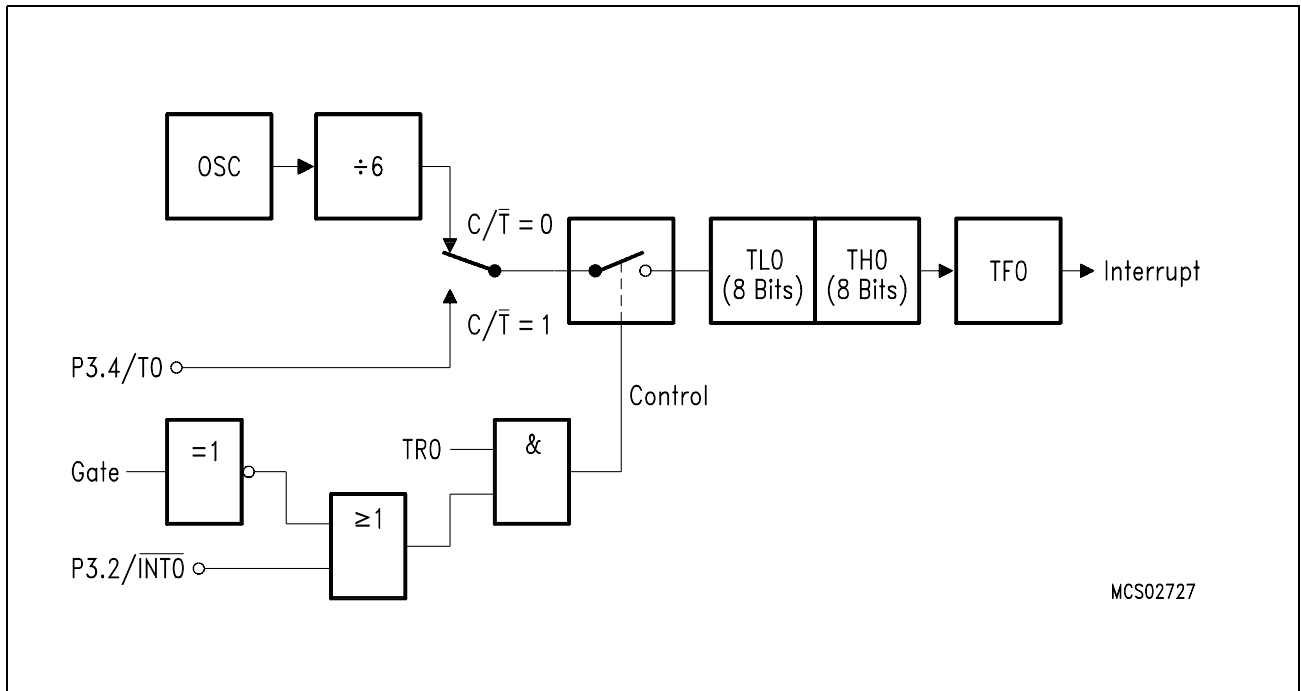 OSC
÷6
C/T̅ = 0
TL0
(8 Bits)
TH0
(8 Bits)
TF0
Interrupt
C/T̅ = 1
P3.4/T0
Control
=1
TR0
&
Gate
≥1
P3.2/I̅N̅T̅0̅
MCS02727